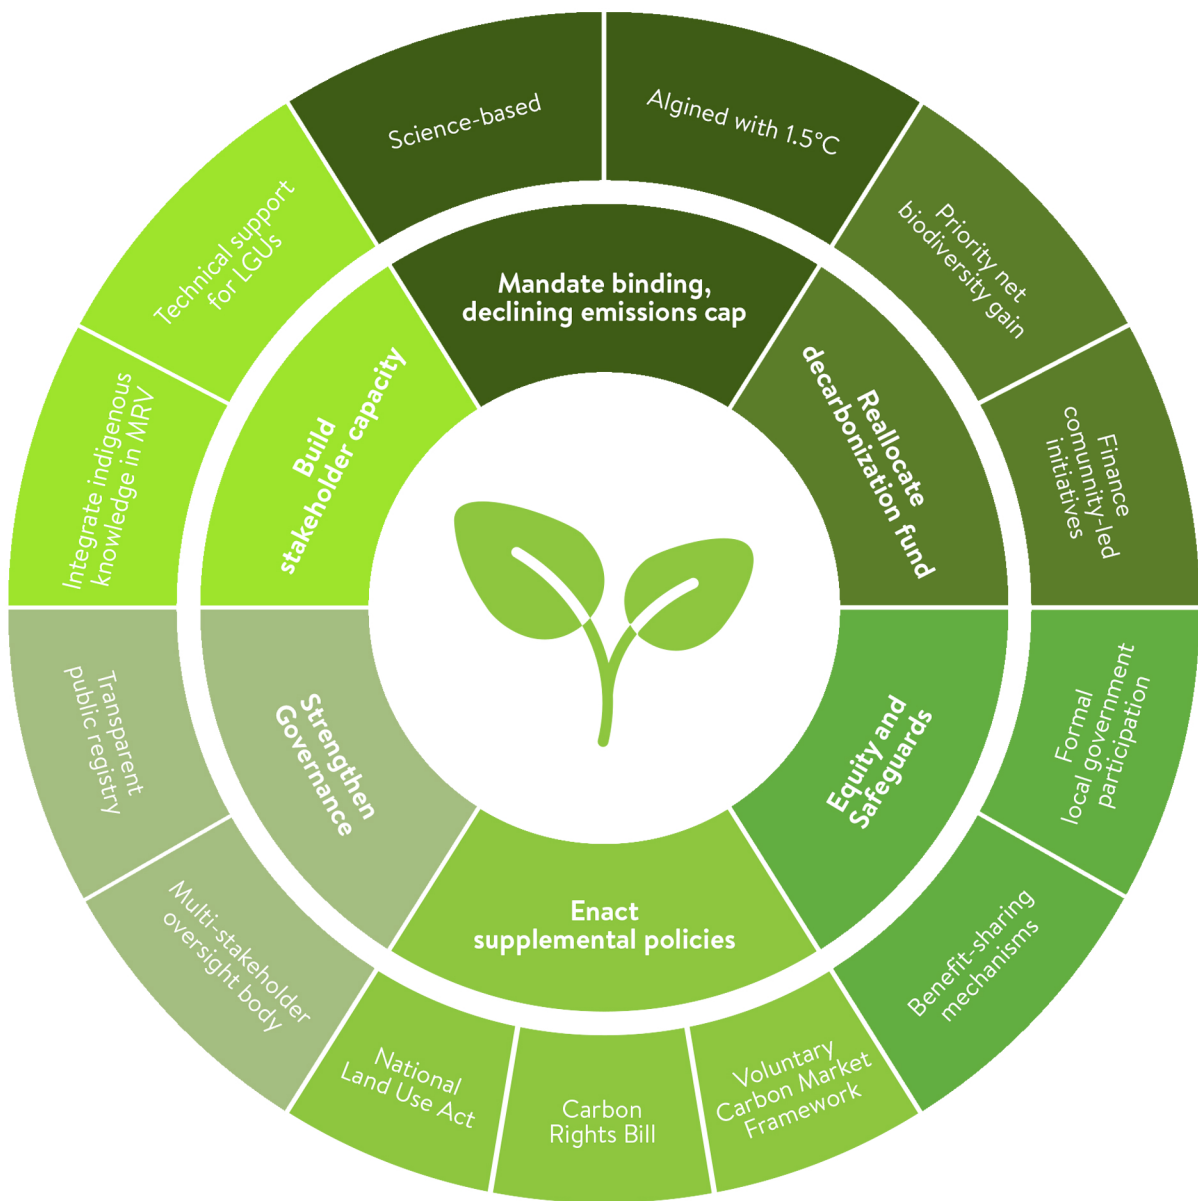 Science-based
Algined with 1.5°C
Priority net
biodiversity gain
Finance
comunnity-led
initiatives
Formal
local government
participation
Benefit-sharing
mechanisms
Voluntary
Carbon Market
Framework
Carbon
Rights Bill
National
Land Use Act
Multi-stakeholder
oversight body
Transparent
public registry
Integrate indigenous
knowledge in MRV
Technical support
for LGUs
Mandate binding,
declining emissions cap
Reallocate
decarbonization fund
Equity and
Safeguards
Enact
supplemental policies
Strengthen
Governance
Build
stakeholder capacity